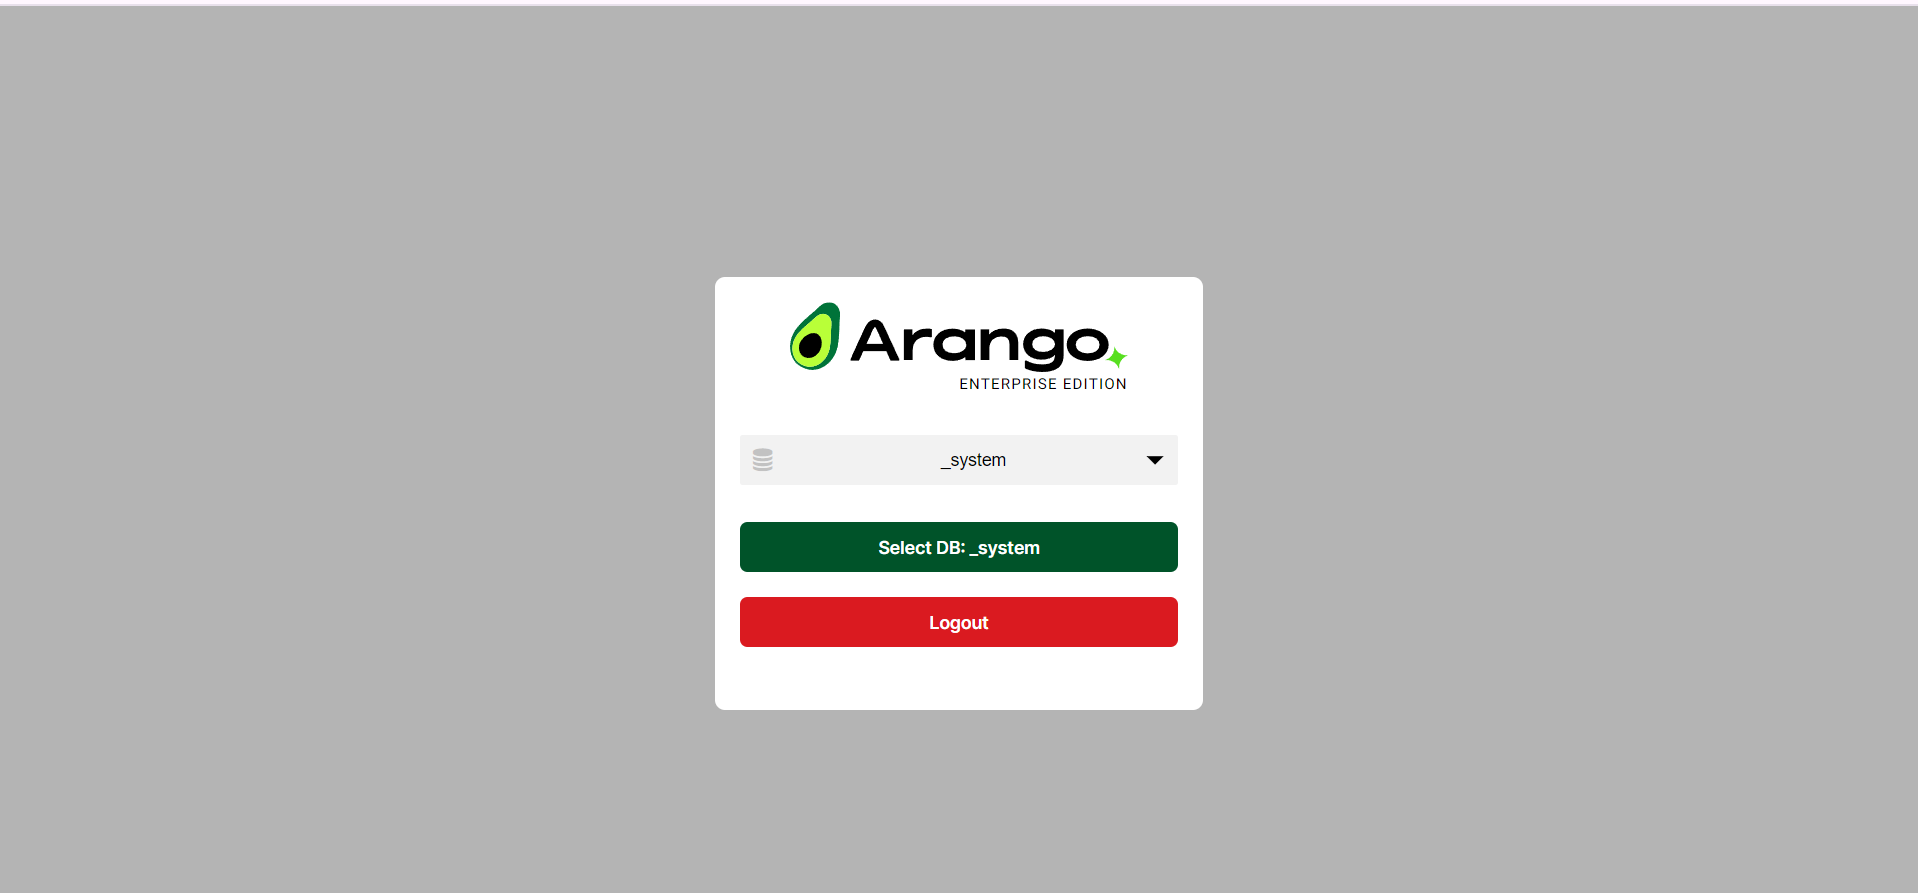 Arango
ENTERPRISE EDITION
_system
Select DB: _system
Logout